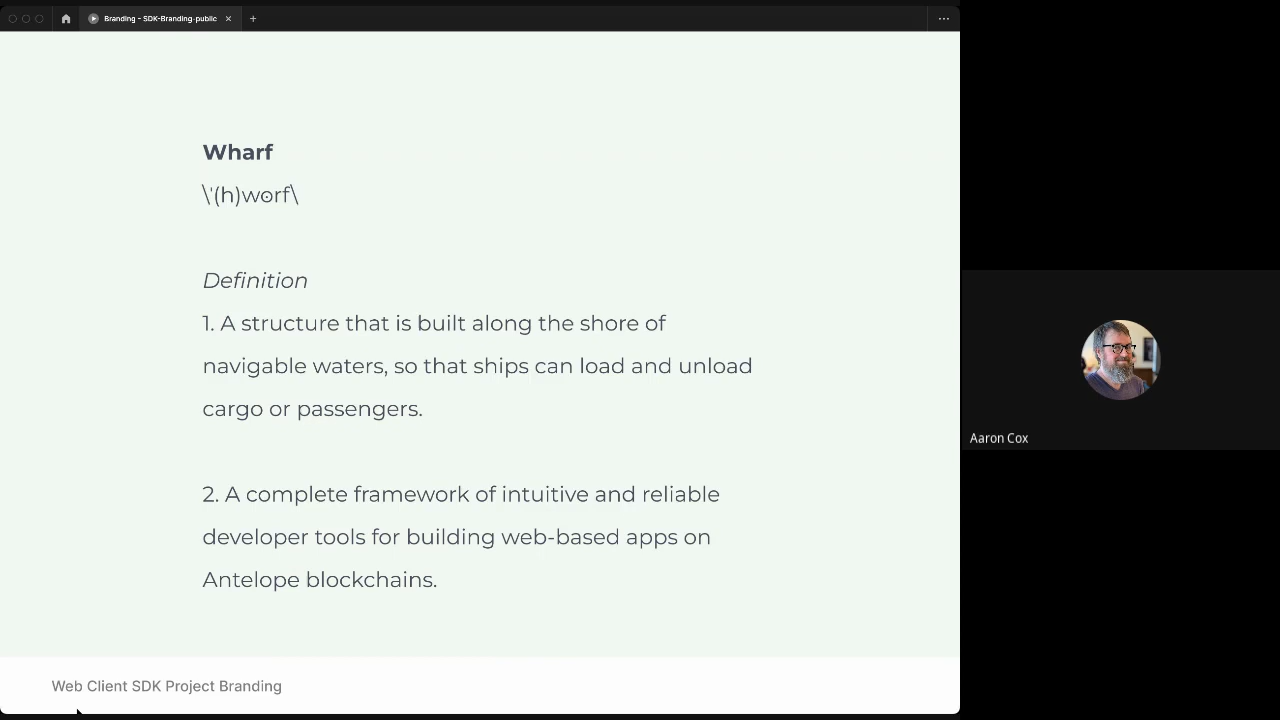 Branding - SDK-Branding-public
Wharf
\'(h)wȯrf\
Definition
1. A structure that is built along the shore of
navigable waters, so that ships can load and unload
cargo or passengers.
2. A complete framework of intuitive and reliable
developer tools for building web-based apps on
Antelope blockchains.
Web Client SDK Project Branding
Aaron Cox